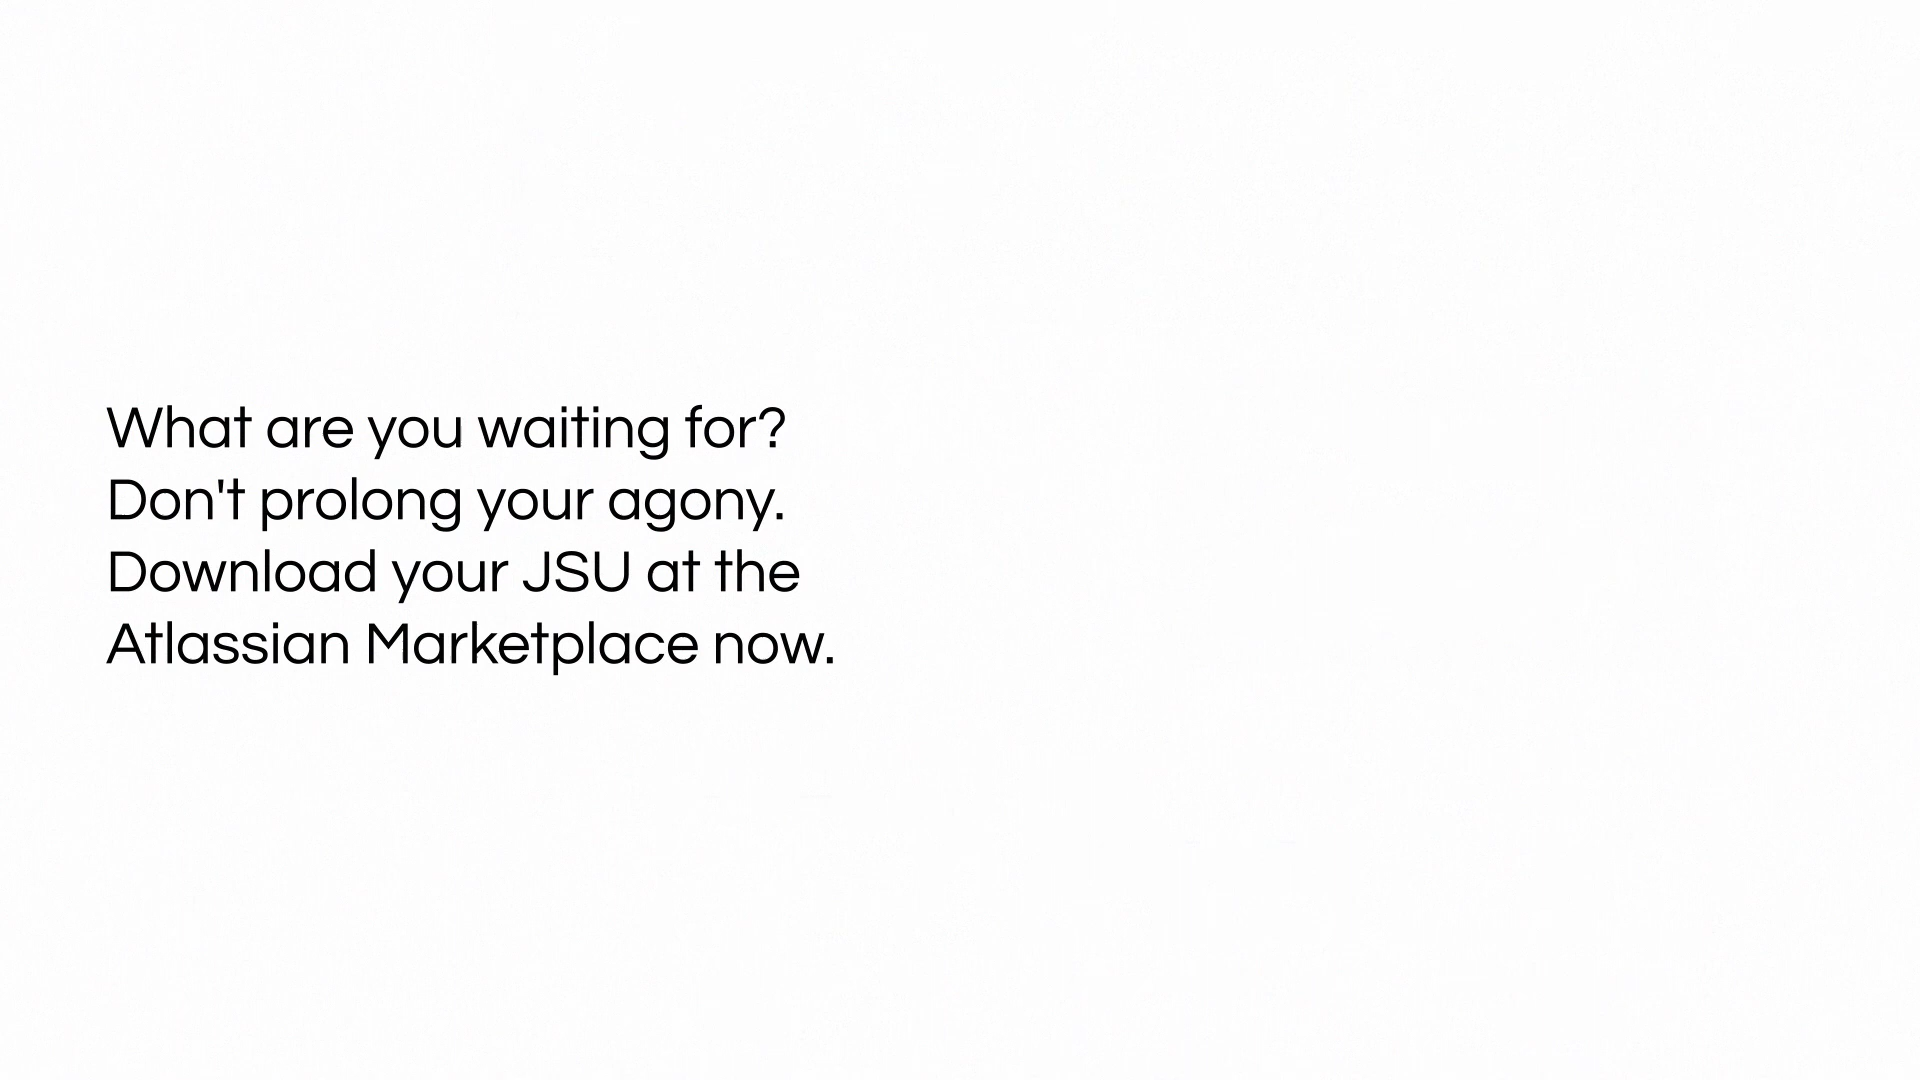 What are you waiting for?
Don't prolong your agony.
Download your JSU at the
Atlassian Marketplace now.